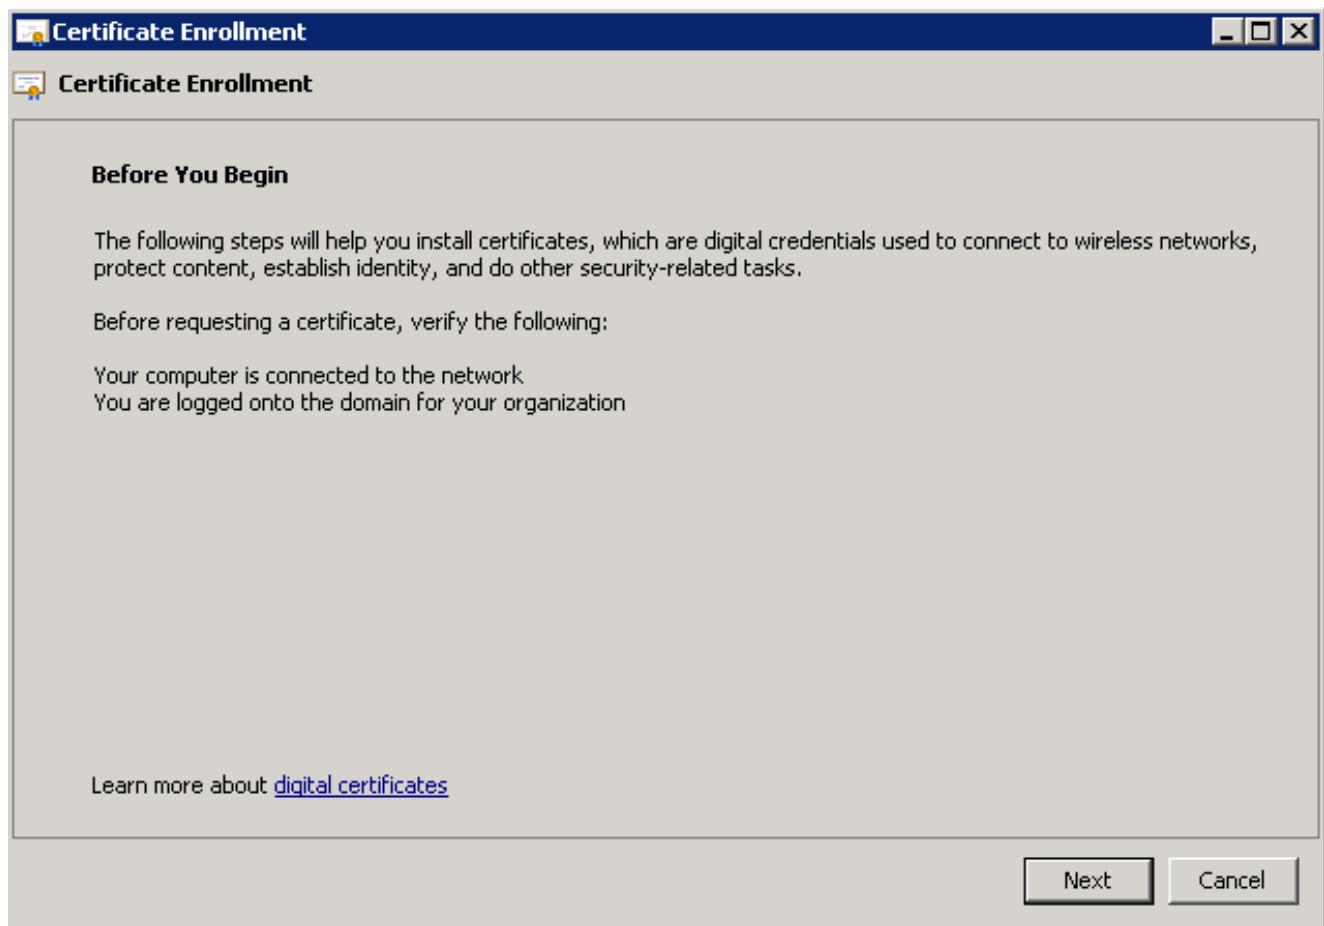 Certificate Enrollment
Certificate Enrollment
Before You Begin
The following steps will help you install certificates, which are digital credentials used to connect to wireless networks,
protect content, establish identity, and do other security-related tasks.
Before requesting a certificate, verify the following:
Your computer is connected to the network
You are logged onto the domain for your organization
Learn more about digital certificates
Next Cancel